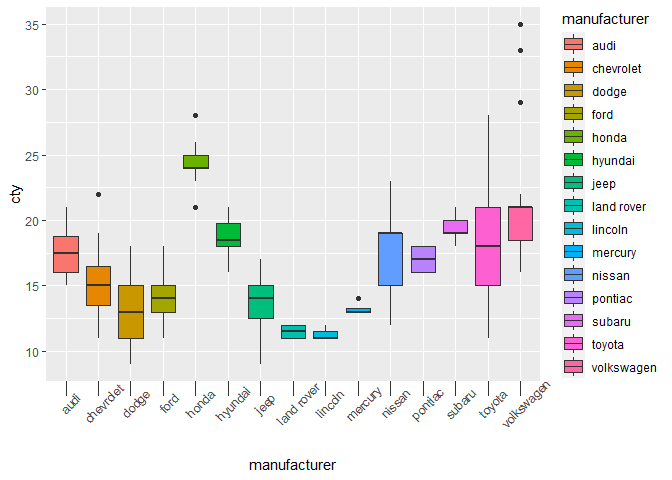 35
30
25
20
15
10
cty
audi
chevrolet
dodge
ford
honda
hyundai
jeep
land rover
lincoln
mercury
nissan
pontiac
subaru
toyota
volkswagen
manufacturer
manufacturer
audi
chevrolet
dodge
ford
honda
hyundai
jeep
land rover
lincoln
mercury
nissan
pontiac
subaru
toyota
volkswagen